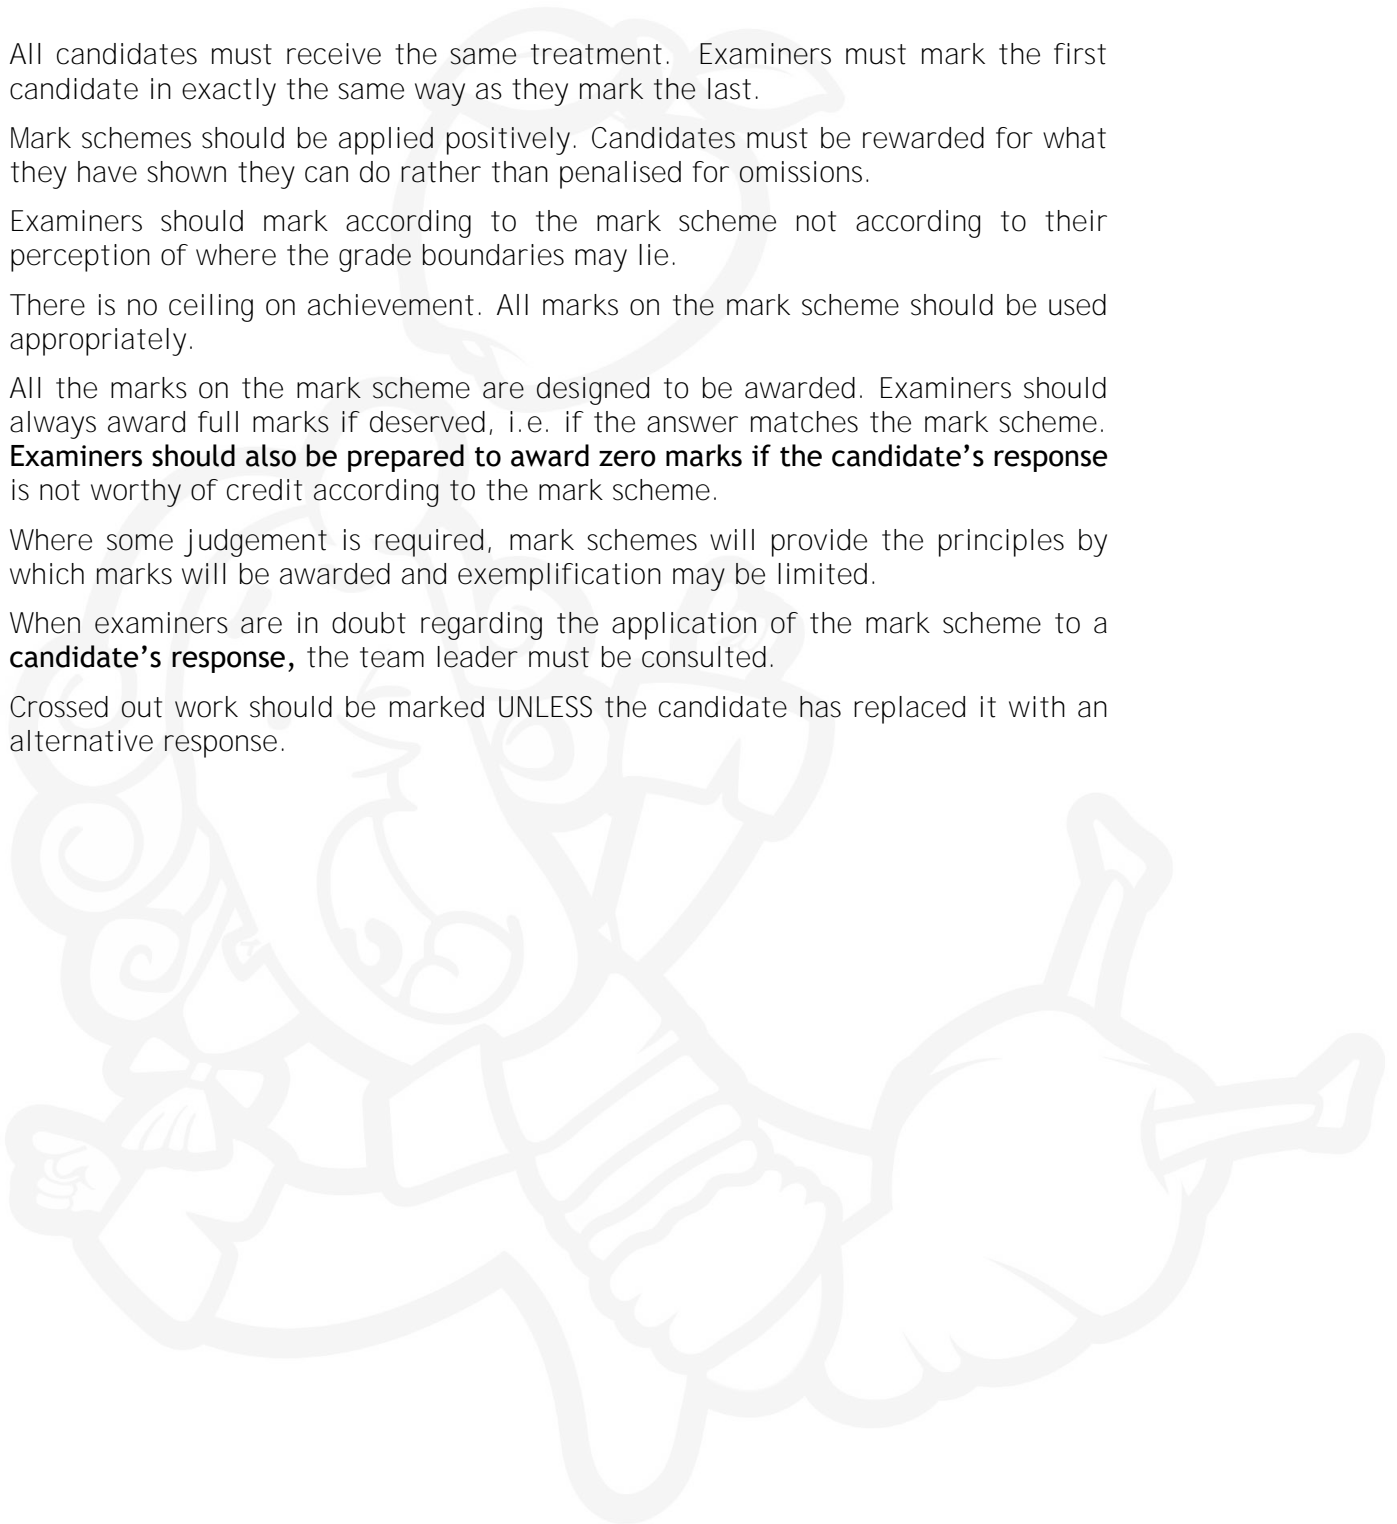 All candidates must receive the same treatment. Examiners must mark the first
candidate in exactly the same way as they mark the last.
Mark schemes should be applied positively. Candidates must be rewarded for what
they have shown they can do rather than penalised for omissions.
Examiners should mark according to the mark scheme not according to their
perception of where the grade boundaries may lie.
There is no ceiling on achievement. All marks on the mark scheme should be used
appropriately.
All the marks on the mark scheme are designed to be awarded. Examiners should
always award full marks if deserved, i.e. if the answer matches the mark scheme.
Examiners should also be prepared to award zero marks if the candidate’s response
is not worthy of credit according to the mark scheme.
Where some judgement is required, mark schemes will provide the principles by
which marks will be awarded and exemplification may be limited.
When examiners are in doubt regarding the application of the mark scheme to a
candidate’s response, the team leader must be consulted.
Crossed out work should be marked UNLESS the candidate has replaced it with an
alternative response.